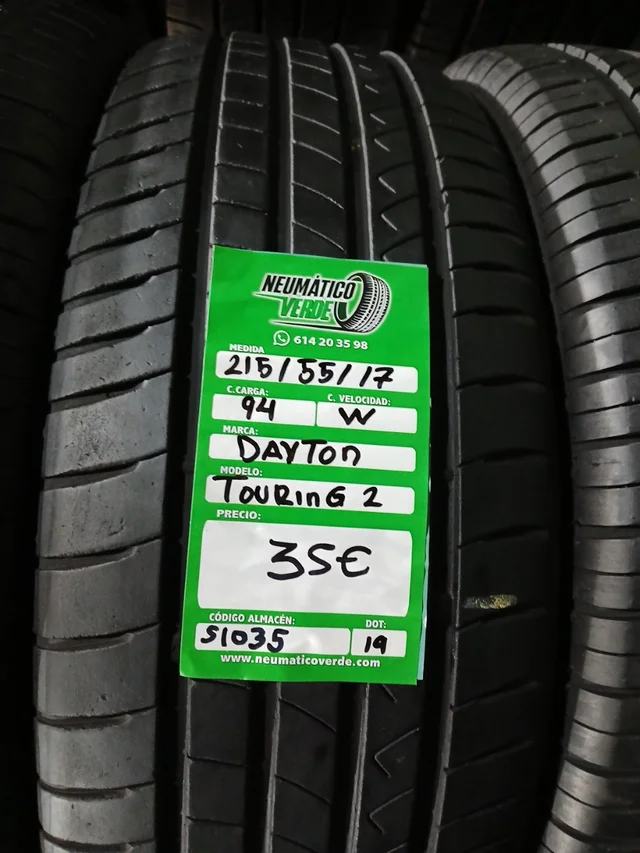 NEUMÁTICO
VERDE
614 20 35 98
MEDIDA
215/55/17
C.CARGA: C. VELOCIDAD:
94 W
MARCA:
DAYTON
MODELO:
TOURING 2
PRECIO:
35€
CÓDIGO ALMACÉN: DOT:
S1035 19
www.neumaticoverde.com